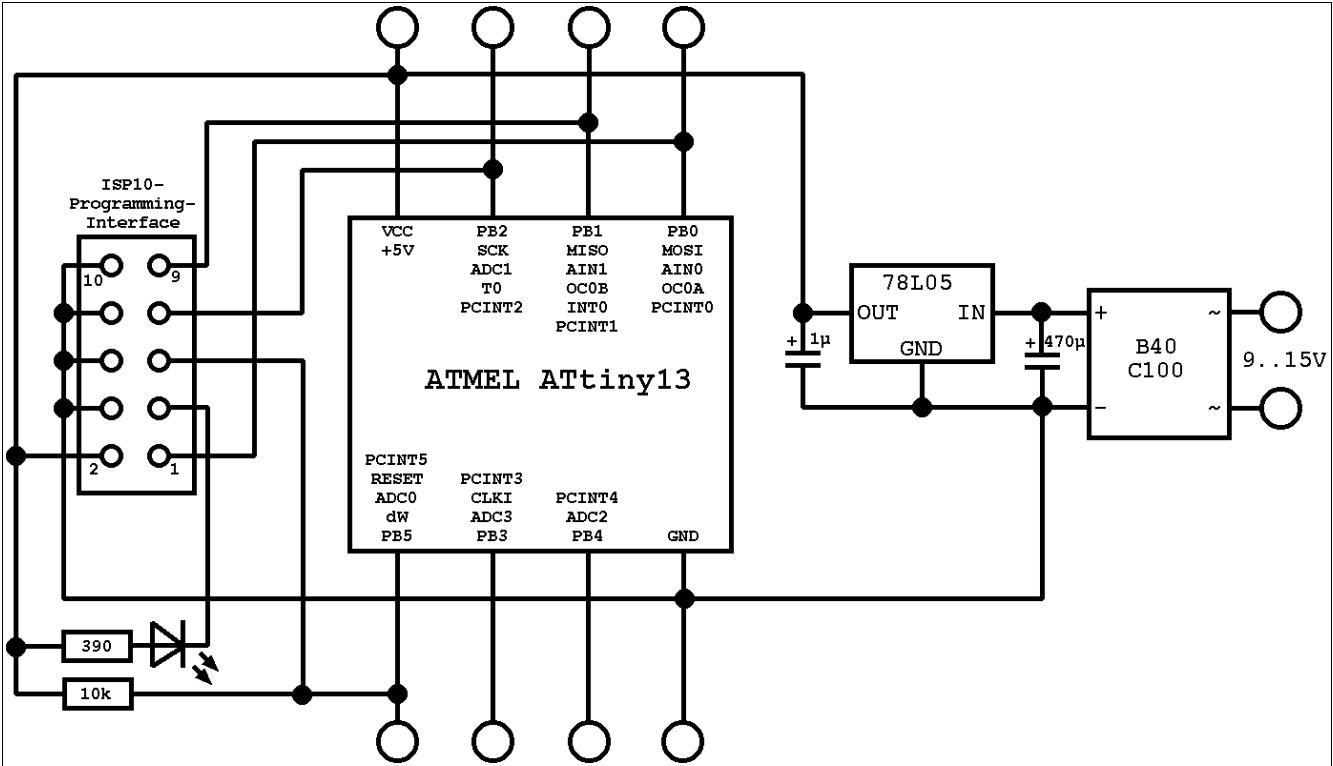 ISP10-
Programming-
Interface
10
9
2
1
VCC
+5V
PB2
SCK
ADC1
T0
PCINT2
PB1
MISO
AIN1
OC0B
INT0
PCINT1
PB0
MOSI
AIN0
OC0A
PCINT0
ATMEL ATtiny13
PCINT5
RESET
ADC0
dW
PB5
PCINT3
CLKI
ADC3
PB3
PCINT4
ADC2
PB4
GND
390
10k
+ 1µ
78L05
OUT IN
GND
+ 470µ
+ ~
B40
C100
- ~
9..15V